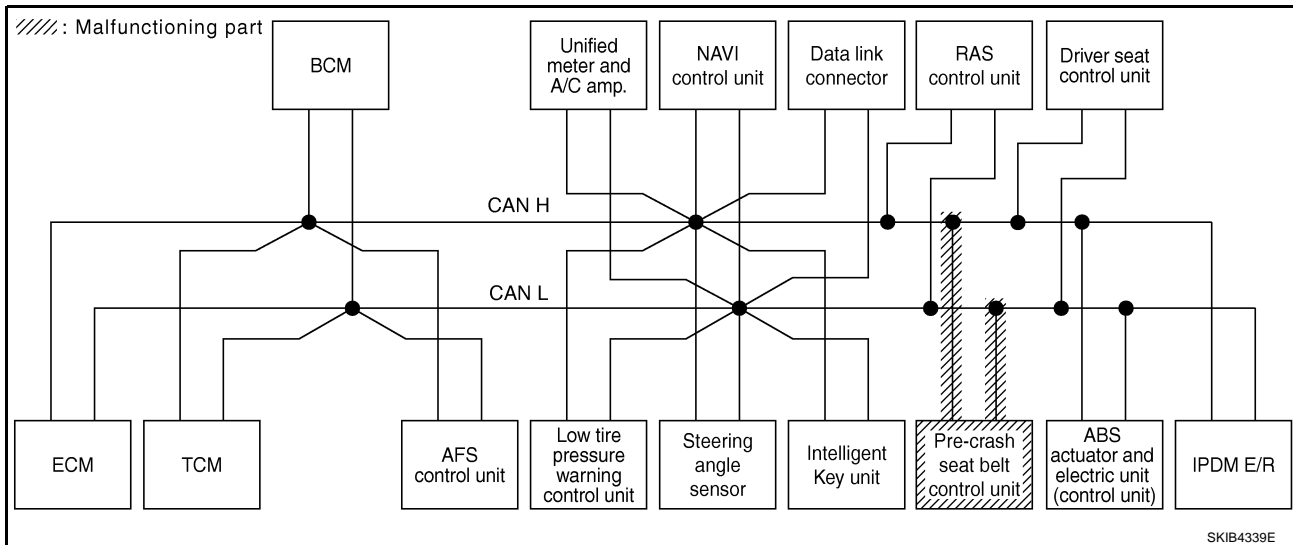 : Malfunctioning part
BCM
Unified
meter and
A/C amp.
NAVI
control unit
Data link
connector
RAS
control unit
Driver seat
control unit
CAN H
CAN L
ECM
TCM
AFS
control unit
Low tire
pressure
warning
control unit
Steering
angle
sensor
Intelligent
Key unit
Pre-crash
seat belt
control unit
ABS
actuator and
electric unit
(control unit)
IPDM E/R
SKIB4339E